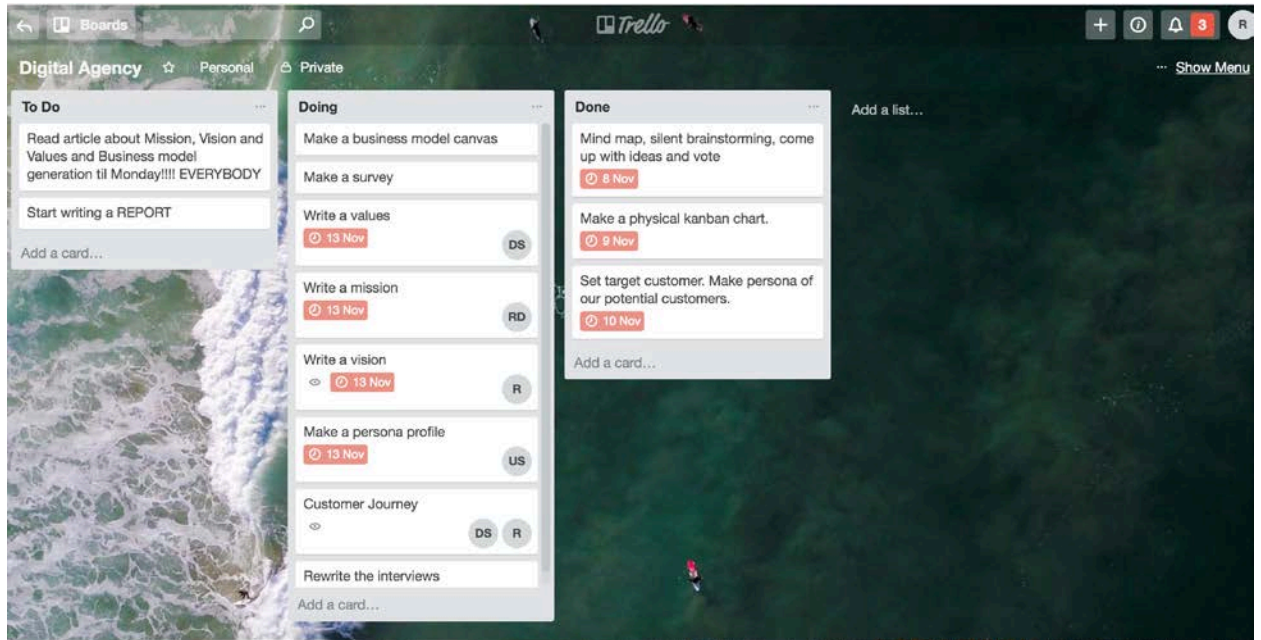 Boards
Trello
3
R
Digital Agency
Personal
Private
... Show Menu
To Do
...
Read article about Mission, Vision and
Values and Business model
generation til Monday!!!! EVERYBODY
Start writing a REPORT
Add a card...
Doing
...
Make a business model canvas
Make a survey
Write a values
13 Nov
DS
Write a mission
13 Nov
RD
Write a vision
13 Nov
R
Make a persona profile
13 Nov
US
Customer Journey
DS R
Rewrite the interviews
Add a card...
Done
...
Mind map, silent brainstorming, come
up with ideas and vote
8 Nov
Make a physical kanban chart.
9 Nov
Set target customer. Make persona of
our potential customers.
10 Nov
Add a card...
Add a list...